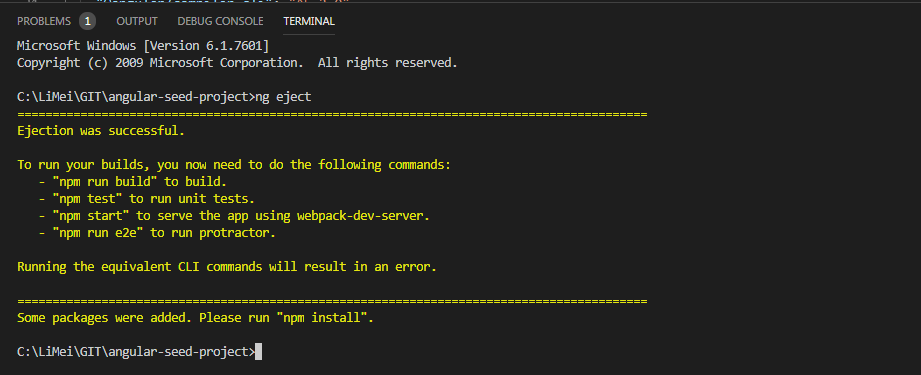 PROBLEMS 1 OUTPUT DEBUG CONSOLE TERMINAL
Microsoft Windows [Version 6.1.7601]
Copyright (c) 2009 Microsoft Corporation.  All rights reserved.
C:\LiMei\GIT\angular-seed-project>ng eject
==========================================================================================
Ejection was successful.
To run your builds, you now need to do the following commands:
   - "npm run build" to build.
   - "npm test" to run unit tests.
   - "npm start" to serve the app using webpack-dev-server.
   - "npm run e2e" to run protractor.
Running the equivalent CLI commands will result in an error.
==========================================================================================
Some packages were added. Please run "npm install".
C:\LiMei\GIT\angular-seed-project>